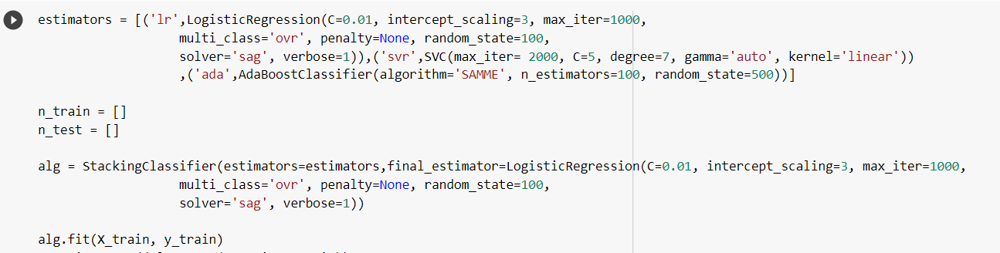 estimators = [('lr',LogisticRegression(C=0.01, intercept_scaling=3, max_iter=1000,
multi_class='ovr', penalty=None, random_state=100,
solver='sag', verbose=1)),('svr',SVC(max_iter= 2000, C=5, degree=7, gamma='auto', kernel='linear'))
,('ada',AdaBoostClassifier(algorithm='SAMME', n_estimators=100, random_state=500))]
n_train = []
n_test = []
alg = StackingClassifier(estimators=estimators,final_estimator=LogisticRegression(C=0.01, intercept_scaling=3, max_iter=1000,
multi_class='ovr', penalty=None, random_state=100,
solver='sag', verbose=1))
alg.fit(X_train, y_train)